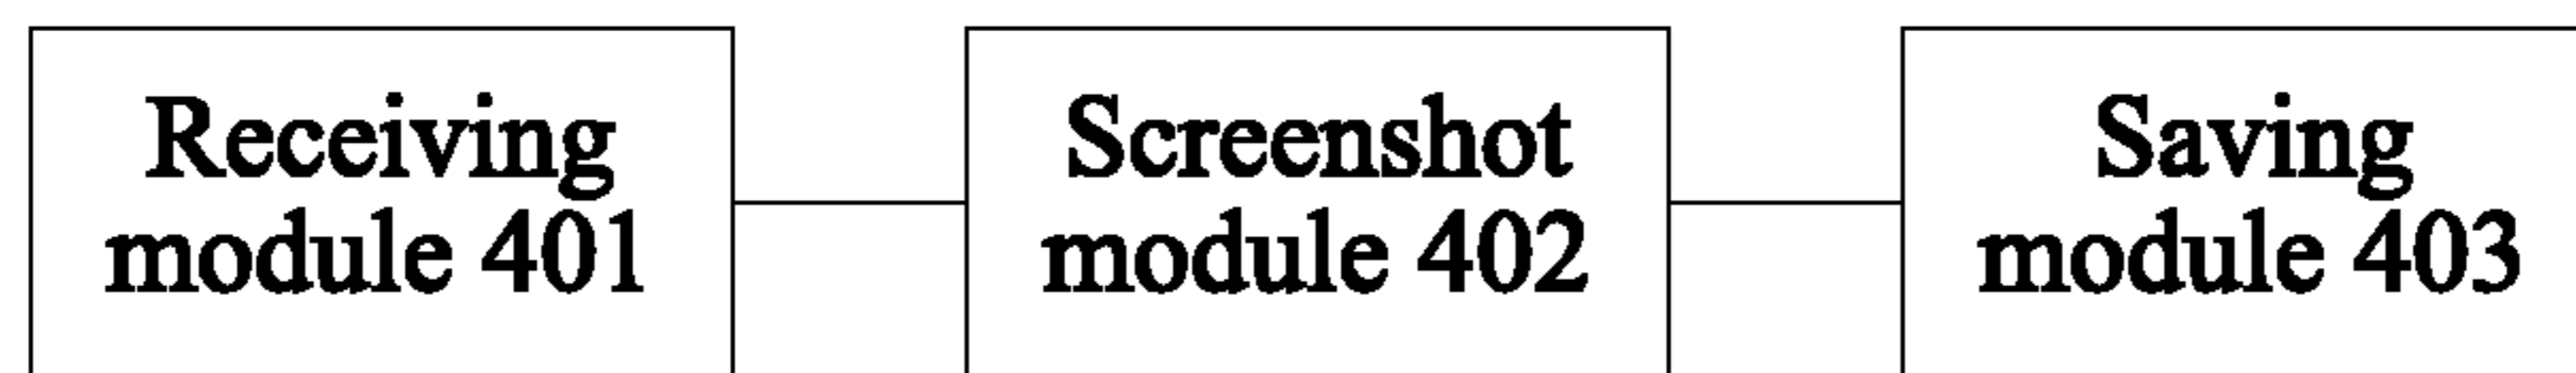 Receiving
module 401
Screenshot
module 402
Saving
module 403